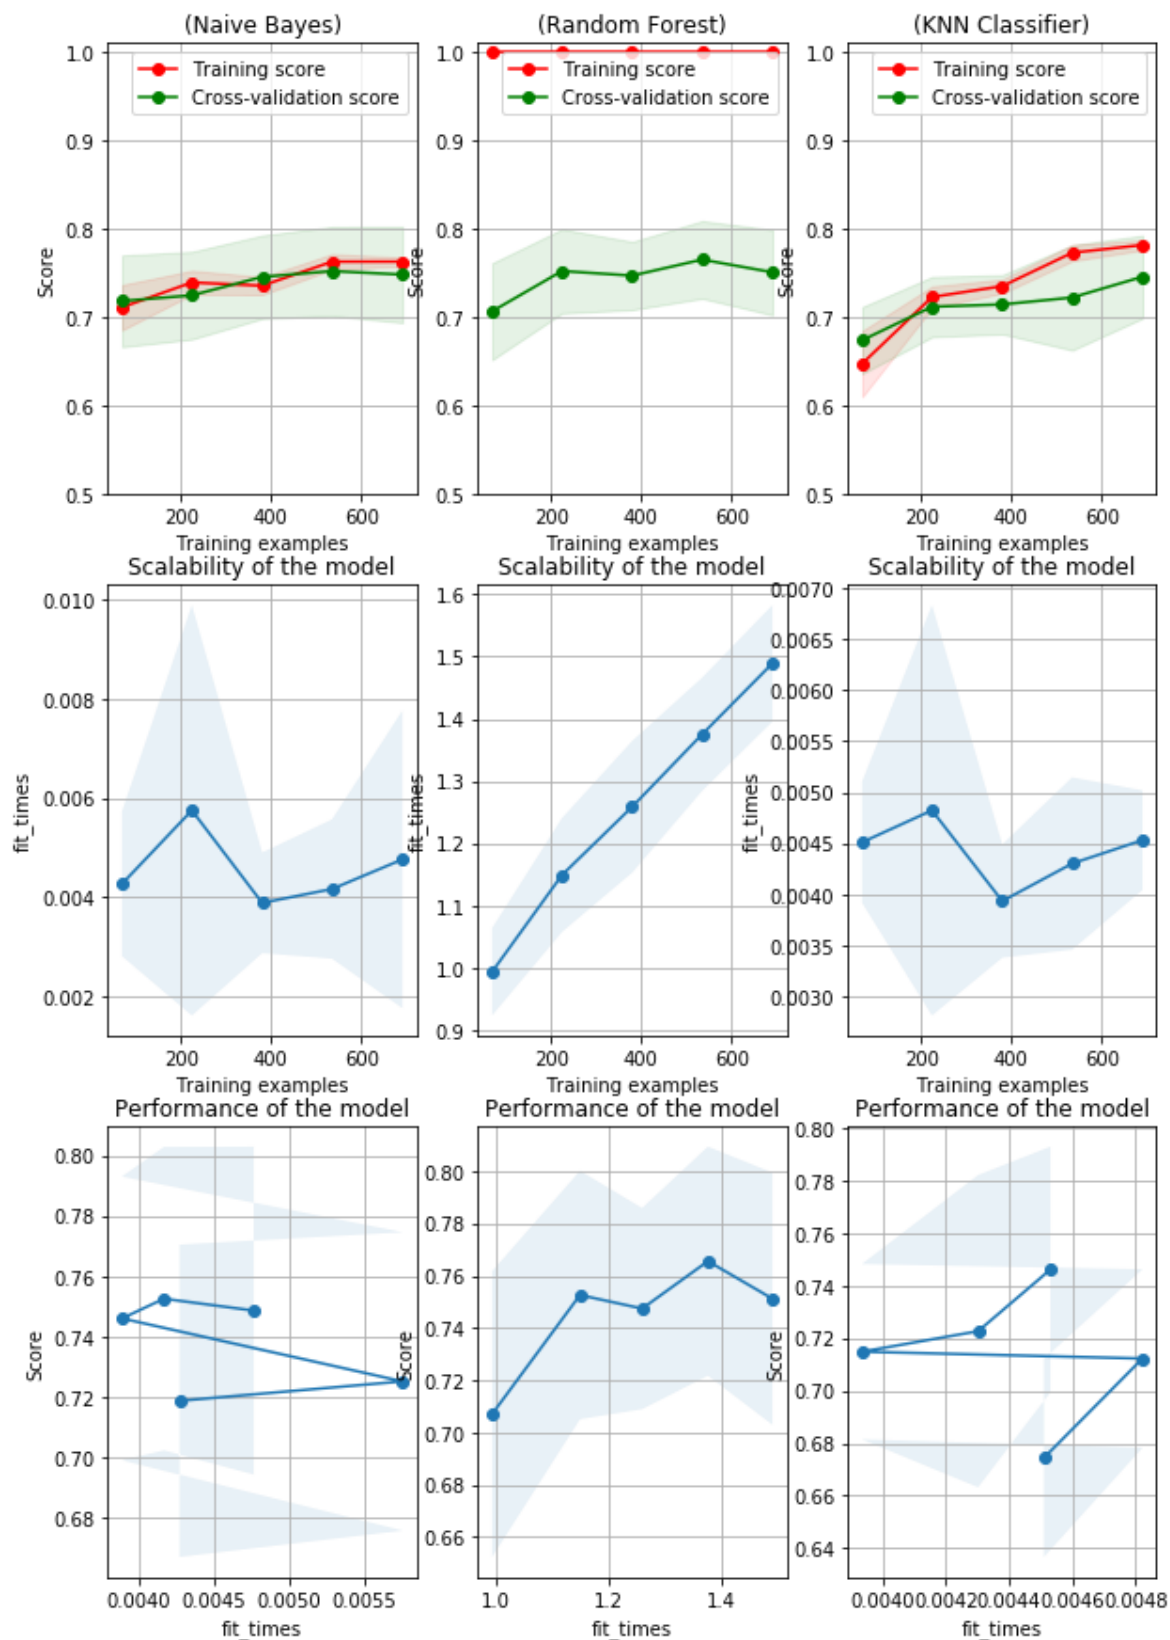 (Naive Bayes)
(Random Forest)
(KNN Classifier)
1.0
0.9
0.8
0.7
0.6
0.5
Score
Training score
Cross-validation score
200
400
600
Training examples
1.0
0.9
0.8
0.7
0.6
0.5
Score
Training score
Cross-validation score
200
400
600
Training examples
1.0
0.9
0.8
0.7
0.6
0.5
Score
Training score
Cross-validation score
200
400
600
Training examples
Scalability of the model
0.010
0.008
0.006
0.004
0.002
fit_times
200
400
600
Training examples
Scalability of the model
1.6
1.5
1.4
1.3
1.2
1.1
1.0
0.9
fit_times
200
400
600
Training examples
Scalability of the model
0.0070
0.0065
0.0060
0.0055
0.0050
0.0045
0.0040
0.0035
0.0030
fit_times
200
400
600
Training examples
Performance of the model
0.80
0.78
0.76
0.74
0.72
0.70
0.68
Score
0.0040
0.0045
0.0050
0.0055
fit_times
Performance of the model
0.80
0.78
0.76
0.74
0.72
0.70
0.68
0.66
Score
1.0
1.2
1.4
fit_times
Performance of the model
0.80
0.78
0.76
0.74
0.72
0.70
0.68
0.66
0.64
Score
0.0040
0.0042
0.0044
0.0046
0.0048
fit_times